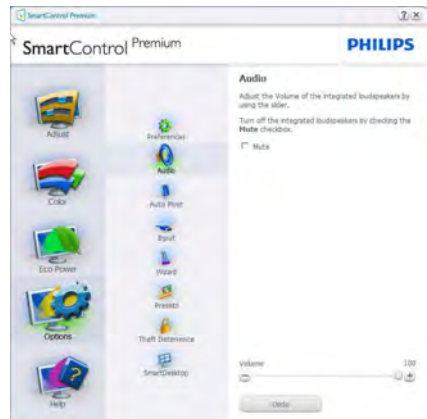 SmartControl Premium
SmartControl Premium
PHILIPS
Adjust
Color
Eco Power
Options
Help
Preferences
Audio
Auto Pivot
Input
Wizard
Presets
Theft Deterrence
SmartDesktop
Audio
Adjust the Volume of the integrated loudspeakers by
using the slider.
Turn off the integrated loudspeakers by checking the
Mute checkbox.
Mute
Volume 100
Undo